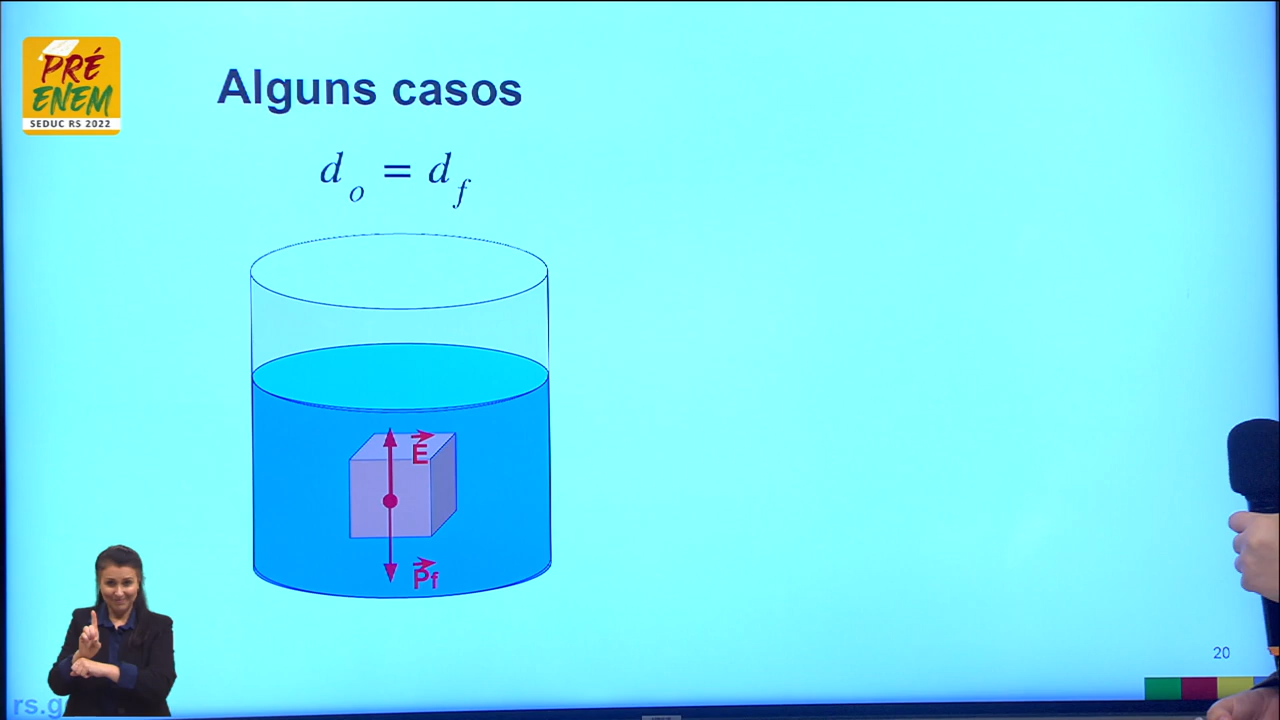 PRÉ
ENEM
SEDUC RS 2022
Alguns casos
d_o = d_f
E
Pf
20
rs.g